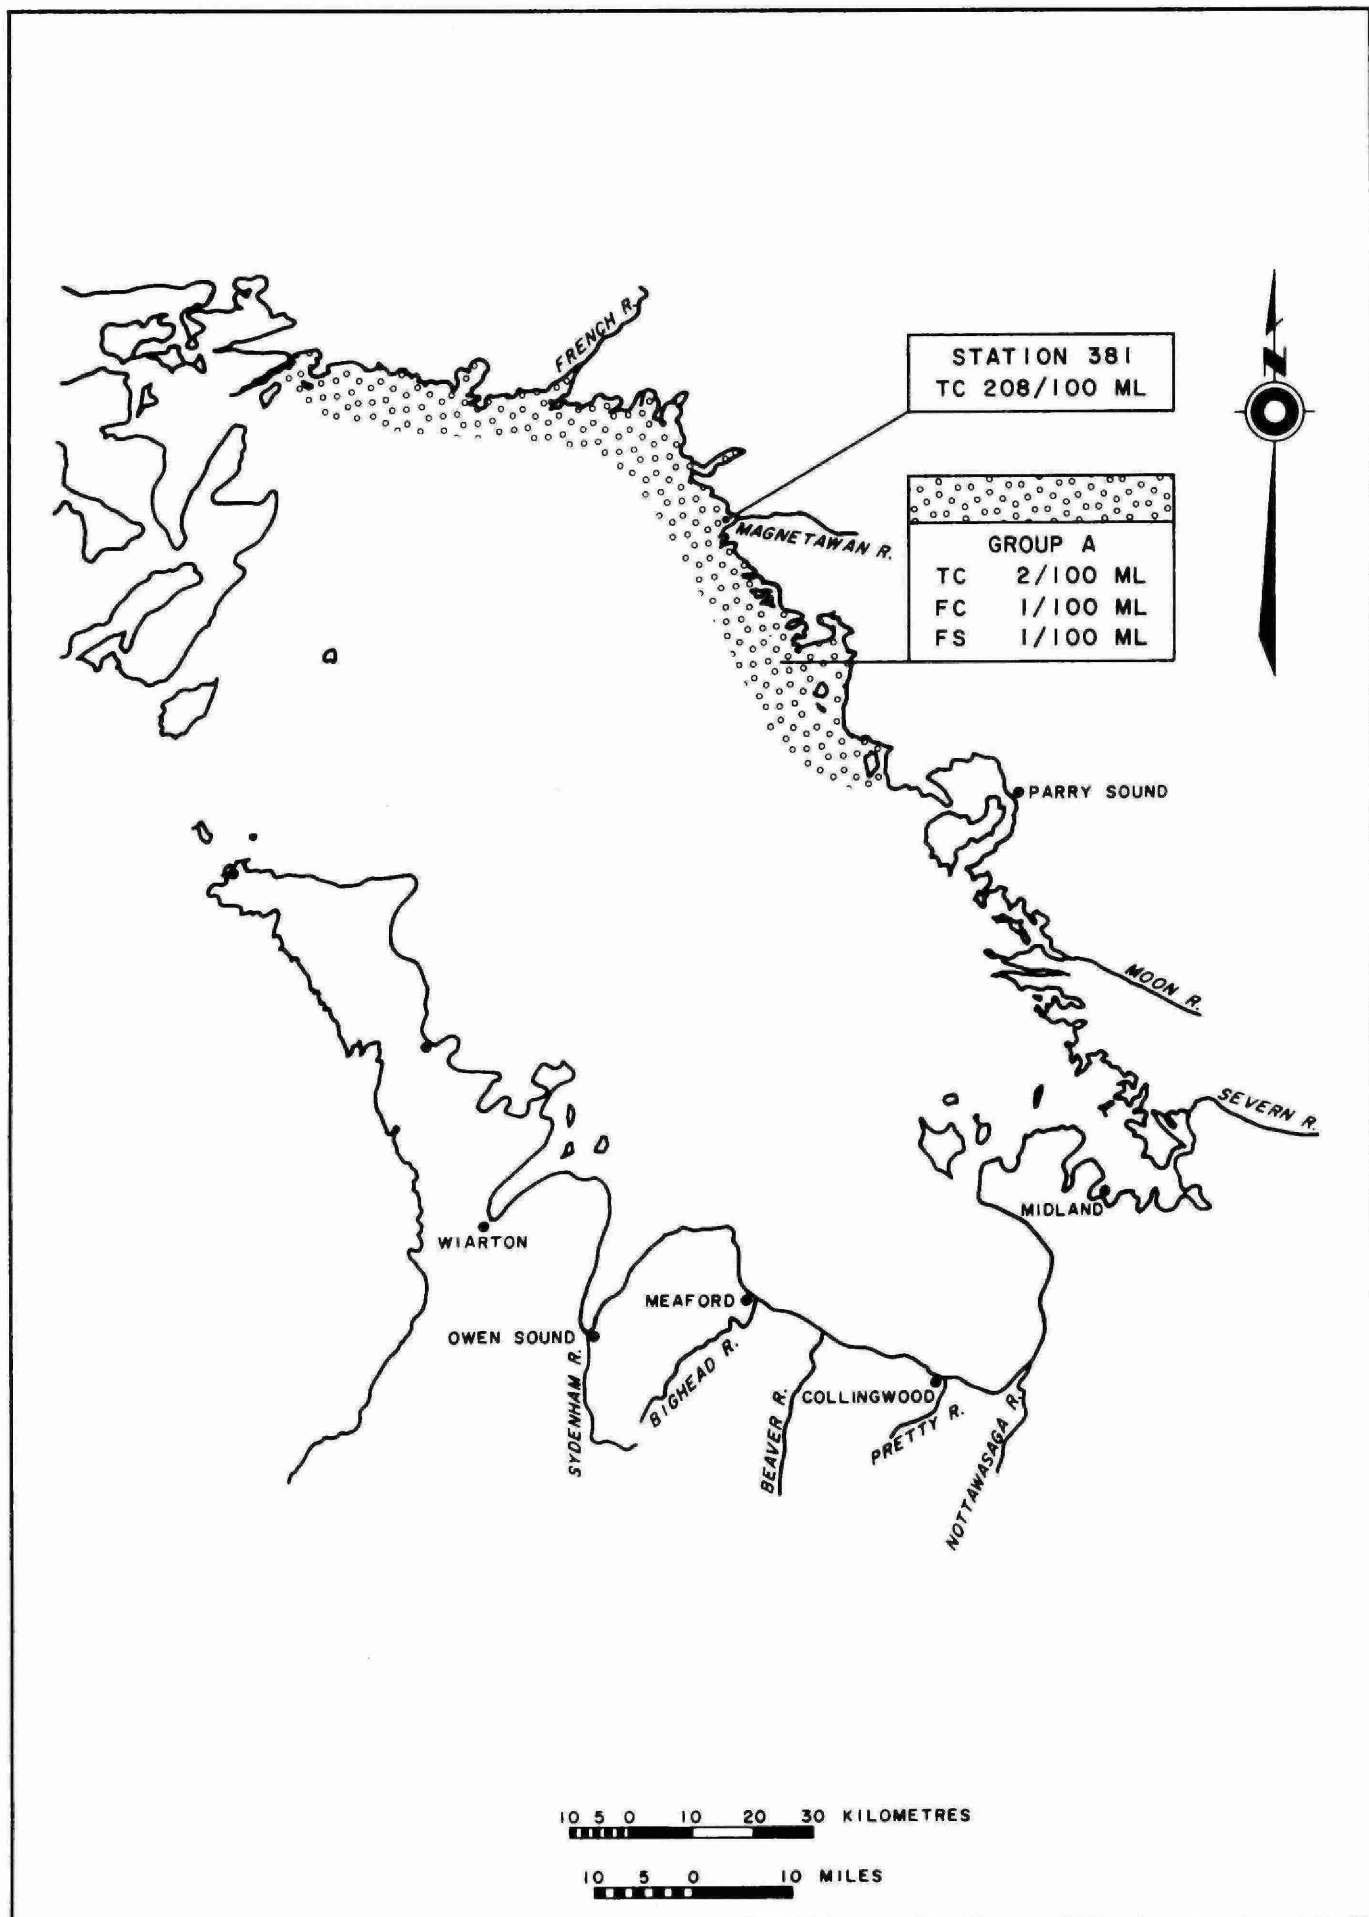 FRENCH R.
STATION 381
TC 208/100 ML
N
MAGNETAWAN R.
GROUP A
TC 2/100 ML
FC 1/100 ML
FS 1/100 ML
PARRY SOUND
MOON R.
SEVERN R.
MIDLAND
WIARTON
MEAFORD
OWEN SOUND
SYDENHAM R.
BIGHEAD R.
BEAVER R.
COLLINGWOOD
PRETTY R.
NOTTAWASAGA R.
10 5 0 10 20 30 KILOMETRES
10 5 0 10 MILES